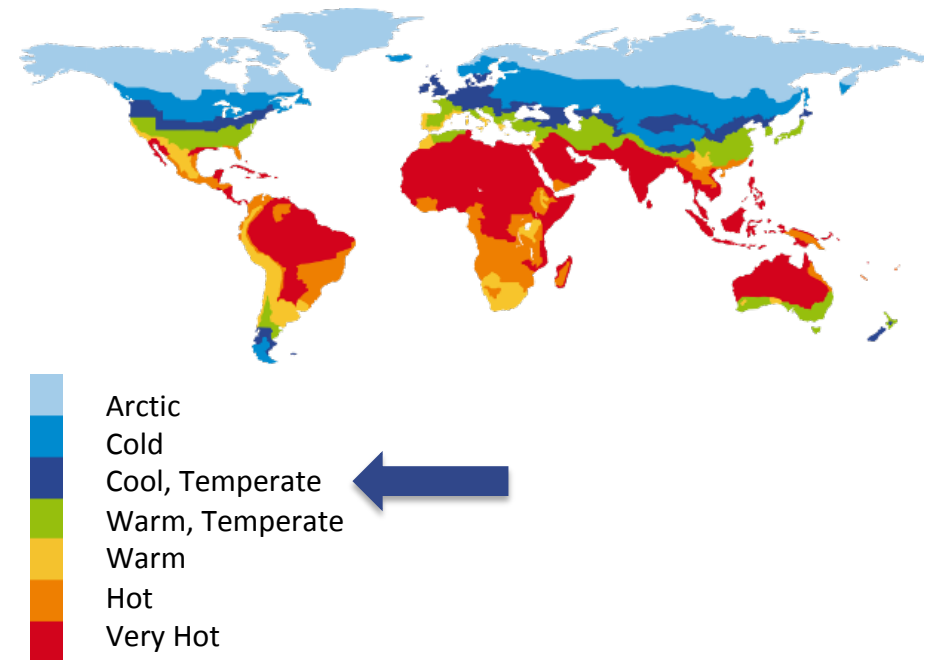 Arctic
Cold
Cool, Temperate
Warm, Temperate
Warm
Hot
Very Hot